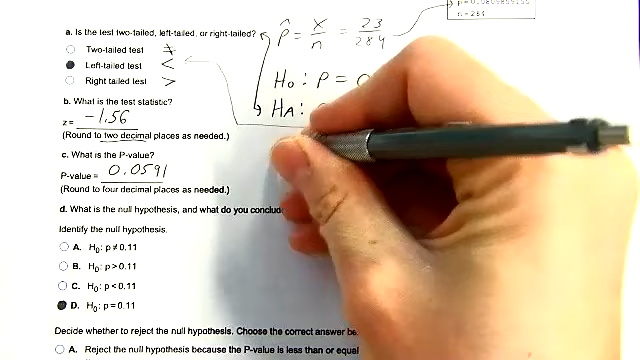 p̂ = x/n = 23/284
p̂=0.0809859155
n=284
a. Is the test two-tailed, left-tailed, or right-tailed?
Two-tailed test ≠
Left-tailed test <
Right tailed test >
H₀ : P = 0
Hₐ :
b. What is the test statistic?
z = -1.56
(Round to two decimal places as needed.)
c. What is the P-value?
P-value = 0.0591
(Round to four decimal places as needed.)
d. What is the null hypothesis, and what do you conclud
Identify the null hypothesis.
A. H₀: p ≠ 0.11
B. H₀: p > 0.11
C. H₀: p < 0.11
D. H₀: p = 0.11
Decide whether to reject the null hypothesis. Choose the correct answer be
A. Reject the null hypothesis because the P-value is less than or equal